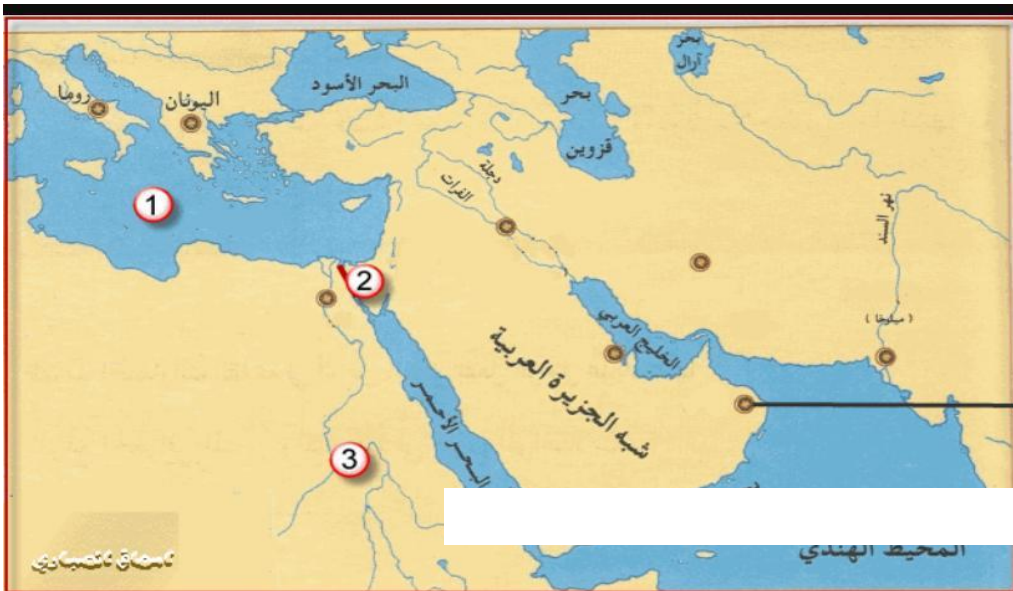 بحر
آرال
البحر الأسود
روما
اليونان
بحر
قزوين
دجلة
الفرات
نهر السند
1
2
( ميلوخا )
الخليج العربي
شبه الجزيرة العربية
البحر الأحمر
3
المحيط الهندي